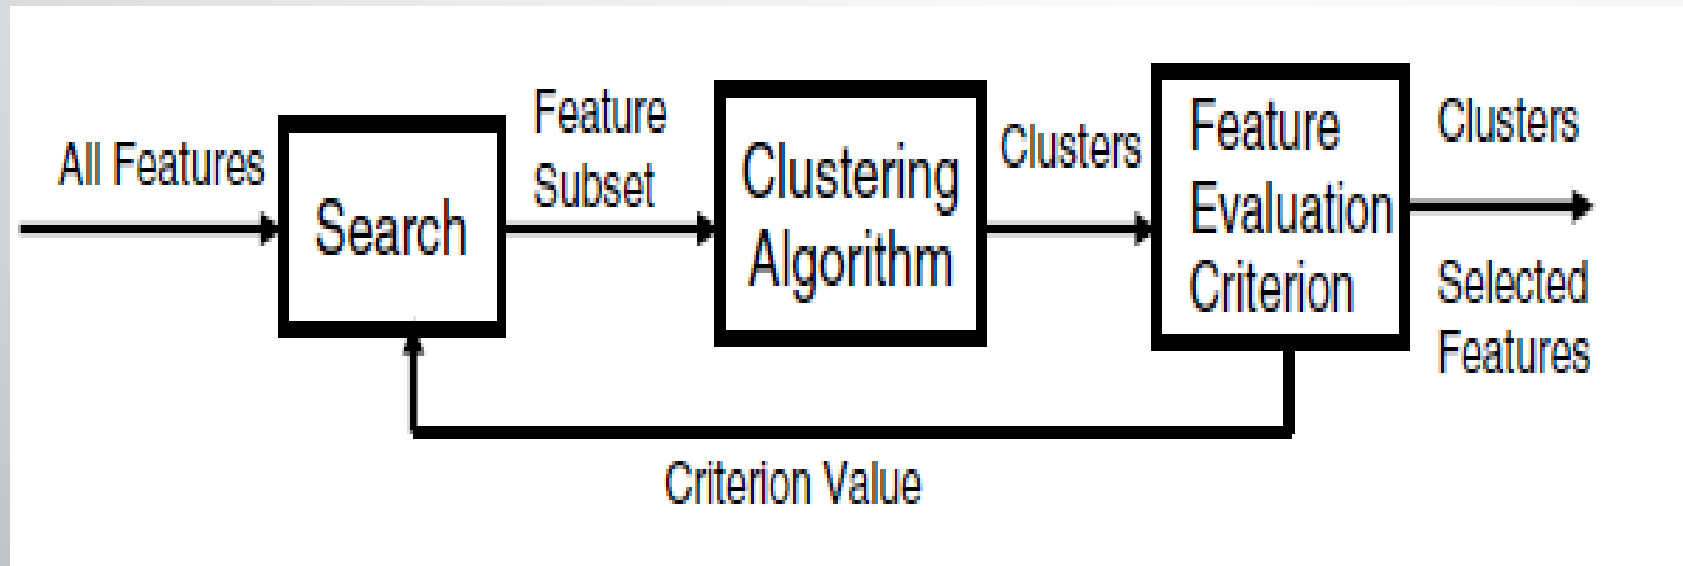 All Features
Search
Feature
Subset
Clustering
Algorithm
Clusters
Feature
Evaluation
Criterion
Clusters
Selected
Features
Criterion Value